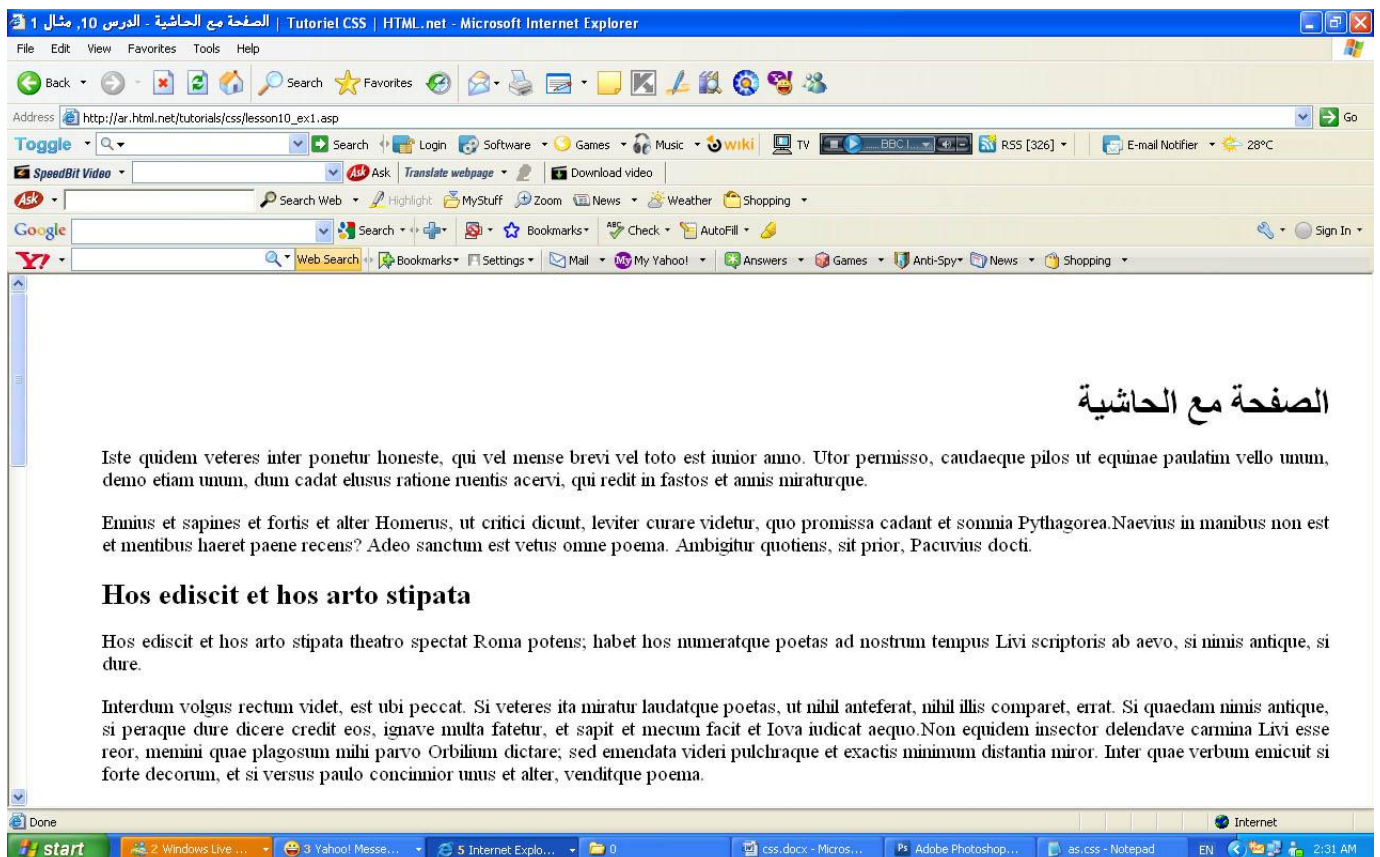 الصفحة مع الحاشية - الدرس 10, مثال 1 | Tutoriel CSS | HTML.net - Microsoft Internet Explorer
File Edit View Favorites Tools Help
Back Search Favorites
Address http://ar.html.net/tutorials/css/lesson10_ex1.asp Go
Toggle Search Login Software Games Music wiki TV BBC RSS [326] E-mail Notifier 28°C
SpeedBit Video Ask Translate webpage Download video
Ask Search Web Highlight MyStuff Zoom News Weather Shopping
Google Search Bookmarks ABC Check AutoFill Sign In
Y! Web Search Bookmarks Settings Mail My My Yahoo! Answers Games Anti-Spy News Shopping
الصفحة مع الحاشية
Iste quidem veteres inter ponetur honeste, qui vel mense brevi vel toto est iunior anno. Utor permisso, caudaeque pilos ut equinae paulatim vello unum,
demo etiam unum, dum cadat elusus ratione ruentis acervi, qui redit in fastos et annis miraturque.
Ennius et sapines et fortis et alter Homerus, ut critici dicunt, leviter curare videtur, quo promissa cadant et somnia Pythagorea.Naevius in manibus non est
et mentibus haeret paene recens? Adeo sanctum est vetus omne poema. Ambigitur quotiens, sit prior, Pacuvius docti.
Hos ediscit et hos arto stipata
Hos ediscit et hos arto stipata theatro spectat Roma potens; habet hos numeratque poetas ad nostrum tempus Livi scriptoris ab aevo, si nimis antique, si
dure.
Interdum volgus rectum videt, est ubi peccat. Si veteres ita miratur laudatque poetas, ut nihil anteferat, nihil illis comparet, errat. Si quaedam nimis antique,
si peraque dure dicere credit eos, ignave multa fatetur, et sapit et mecum facit et Iova iudicat aequo.Non equidem insector delendave carmina Livi esse
reor, memini quae plagosum mihi parvo Orbilium dictare; sed emendata videri pulchraque et exactis minimum distantia miror. Inter quae verbum emicuit si
forte decorum, et si versus paulo concinnior unus et alter, venditque poema.
Done Internet
start 2 Windows Live ... 3 Yahoo! Messe... 5 Internet Explo... 0 css.docx - Micros... Ps Adobe Photoshop... as.css - Notepad EN 2:31 AM